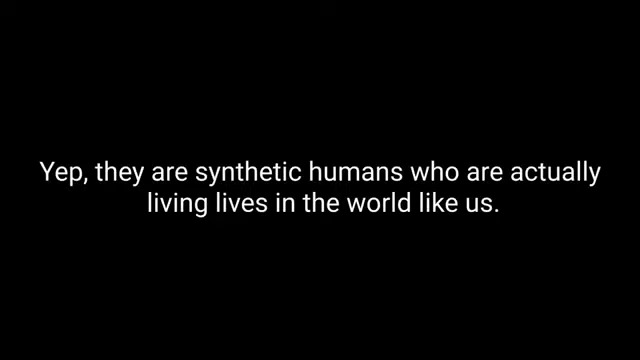 Yep, they are synthetic humans who are actually
living lives in the world like us.